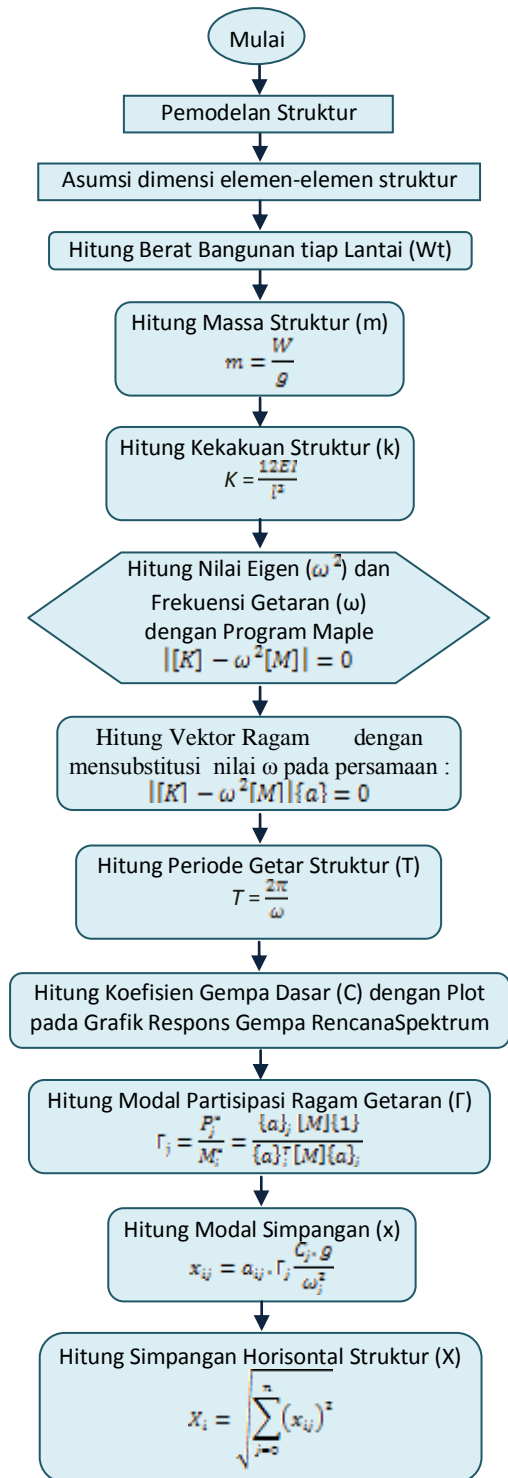 Mulai
Pemodelan Struktur
Asumsi dimensi elemen-elemen struktur
Hitung Berat Bangunan tiap Lantai (Wt)
Hitung Massa Struktur (m)
m = W/g
Hitung Kekakuan Struktur (k)
K = 12EI/l³
Hitung Nilai Eigen (ω²) dan
Frekuensi Getaran (ω)
dengan Program Maple
|[K] − ω²[M]| = 0
Hitung Vektor Ragam dengan
mensubstitusi nilai ω pada persamaan :
|[K] − ω²[M]|{a} = 0
Hitung Periode Getar Struktur (T)
T = 2π/ω
Hitung Koefisien Gempa Dasar (C) dengan Plot
pada Grafik Respons Gempa RencanaSpektrum
Hitung Modal Partisipasi Ragam Getaran (Γ)
Γj = Pj*/Mj* = {a}j [M]{1} / {a}jᵀ[M]{a}j
Hitung Modal Simpangan (x)
xij = aij . Γj Cj. g/ωj²
Hitung Simpangan Horisontal Struktur (X)
Xi = √∑j=0n (xij)²